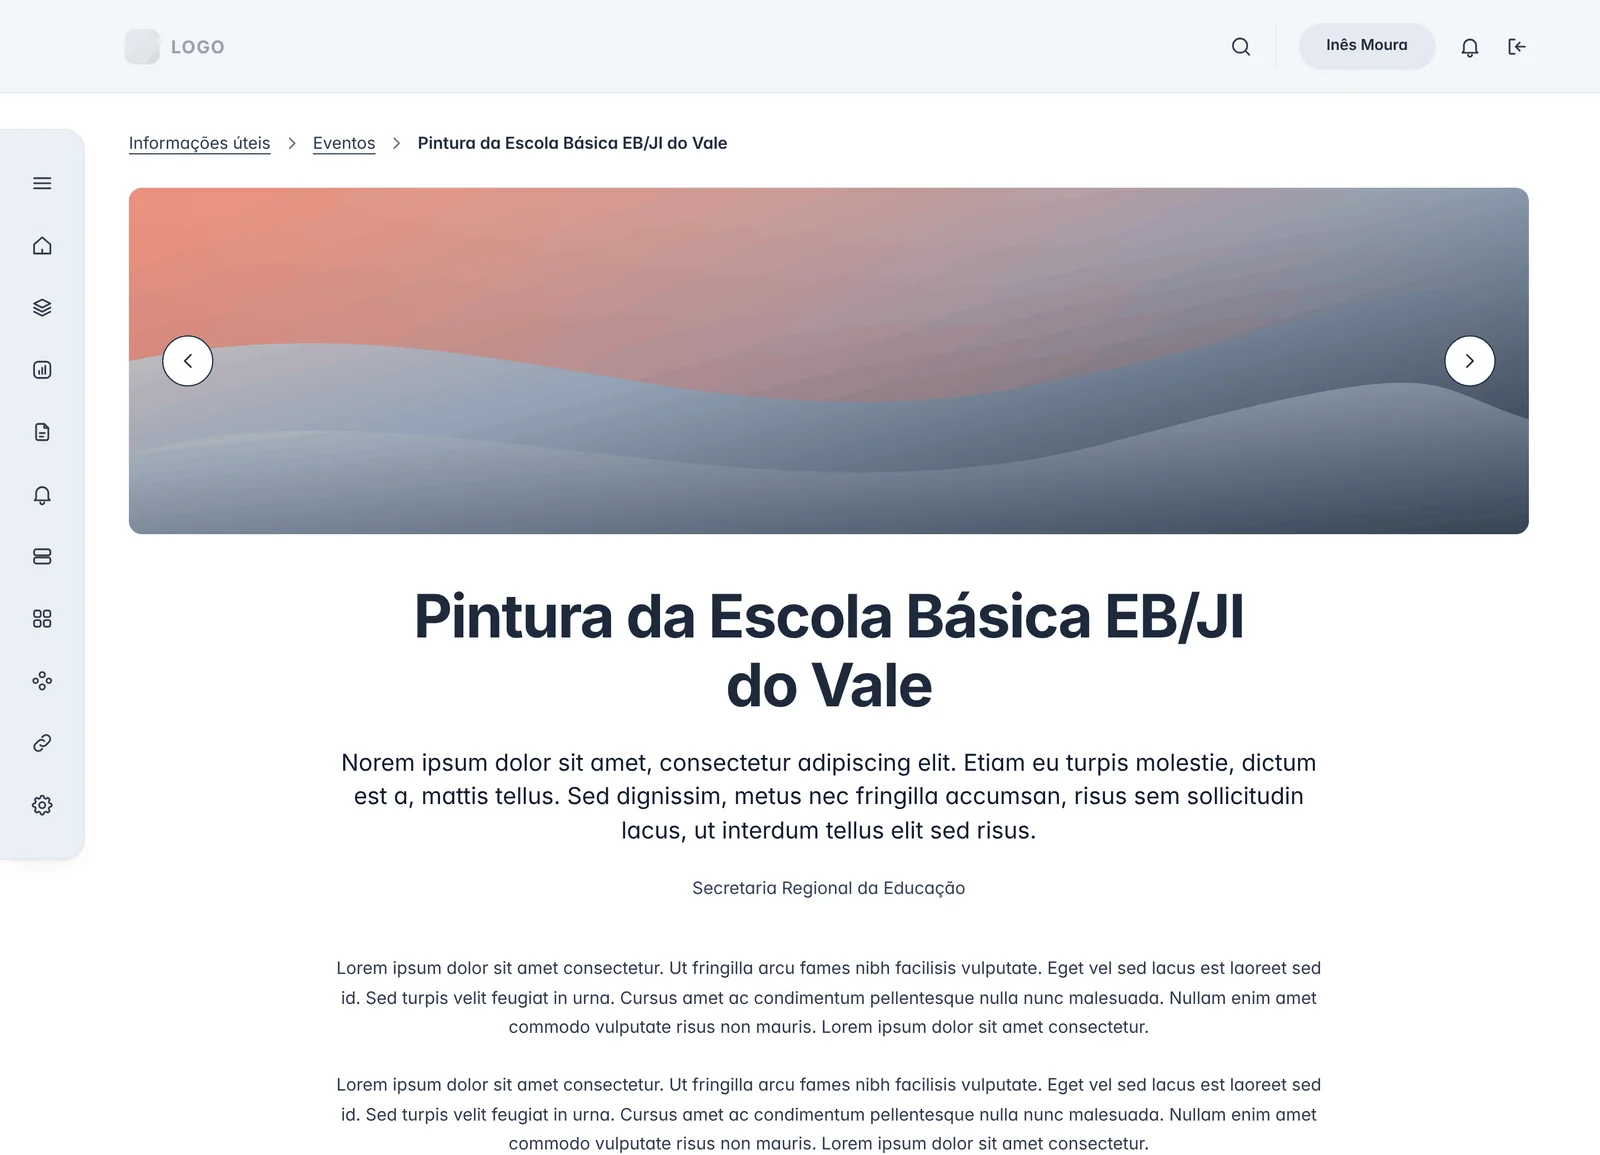 LOGO
Inês Moura
Informações úteis
Eventos
Pintura da Escola Básica EB/JI do Vale
Pintura da Escola Básica EB/JI
do Vale
Norem ipsum dolor sit amet, consectetur adipiscing elit. Etiam eu turpis molestie, dictum
est a, mattis tellus. Sed dignissim, metus nec fringilla accumsan, risus sem sollicitudin
lacus, ut interdum tellus elit sed risus.
Secretaria Regional da Educação
Lorem ipsum dolor sit amet consectetur. Ut fringilla arcu fames nibh facilisis vulputate. Eget vel sed lacus est laoreet sed
id. Sed turpis velit feugiat in urna. Cursus amet ac condimentum pellentesque nulla nunc malesuada. Nullam enim amet
commodo vulputate risus non mauris. Lorem ipsum dolor sit amet consectetur.
Lorem ipsum dolor sit amet consectetur. Ut fringilla arcu fames nibh facilisis vulputate. Eget vel sed lacus est laoreet sed
id. Sed turpis velit feugiat in urna. Cursus amet ac condimentum pellentesque nulla nunc malesuada. Nullam enim amet
commodo vulputate risus non mauris. Lorem ipsum dolor sit amet consectetur.